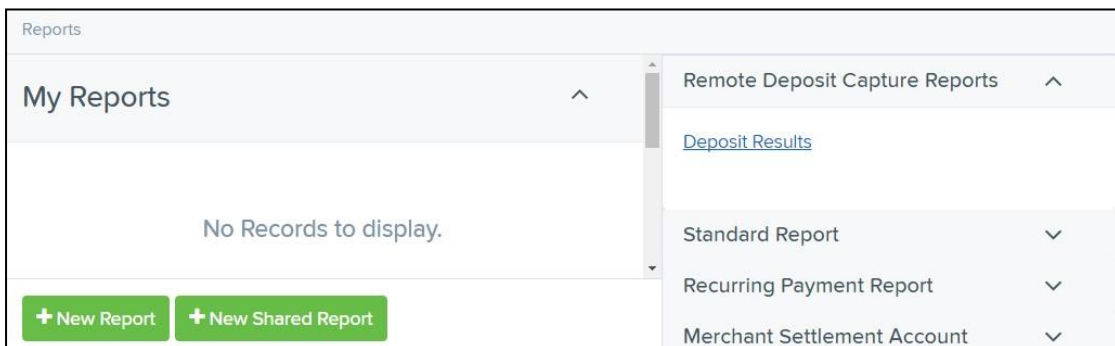 Reports
My Reports
No Records to display.
+ New Report
+ New Shared Report
Remote Deposit Capture Reports
Deposit Results
Standard Report
Recurring Payment Report
Merchant Settlement Account